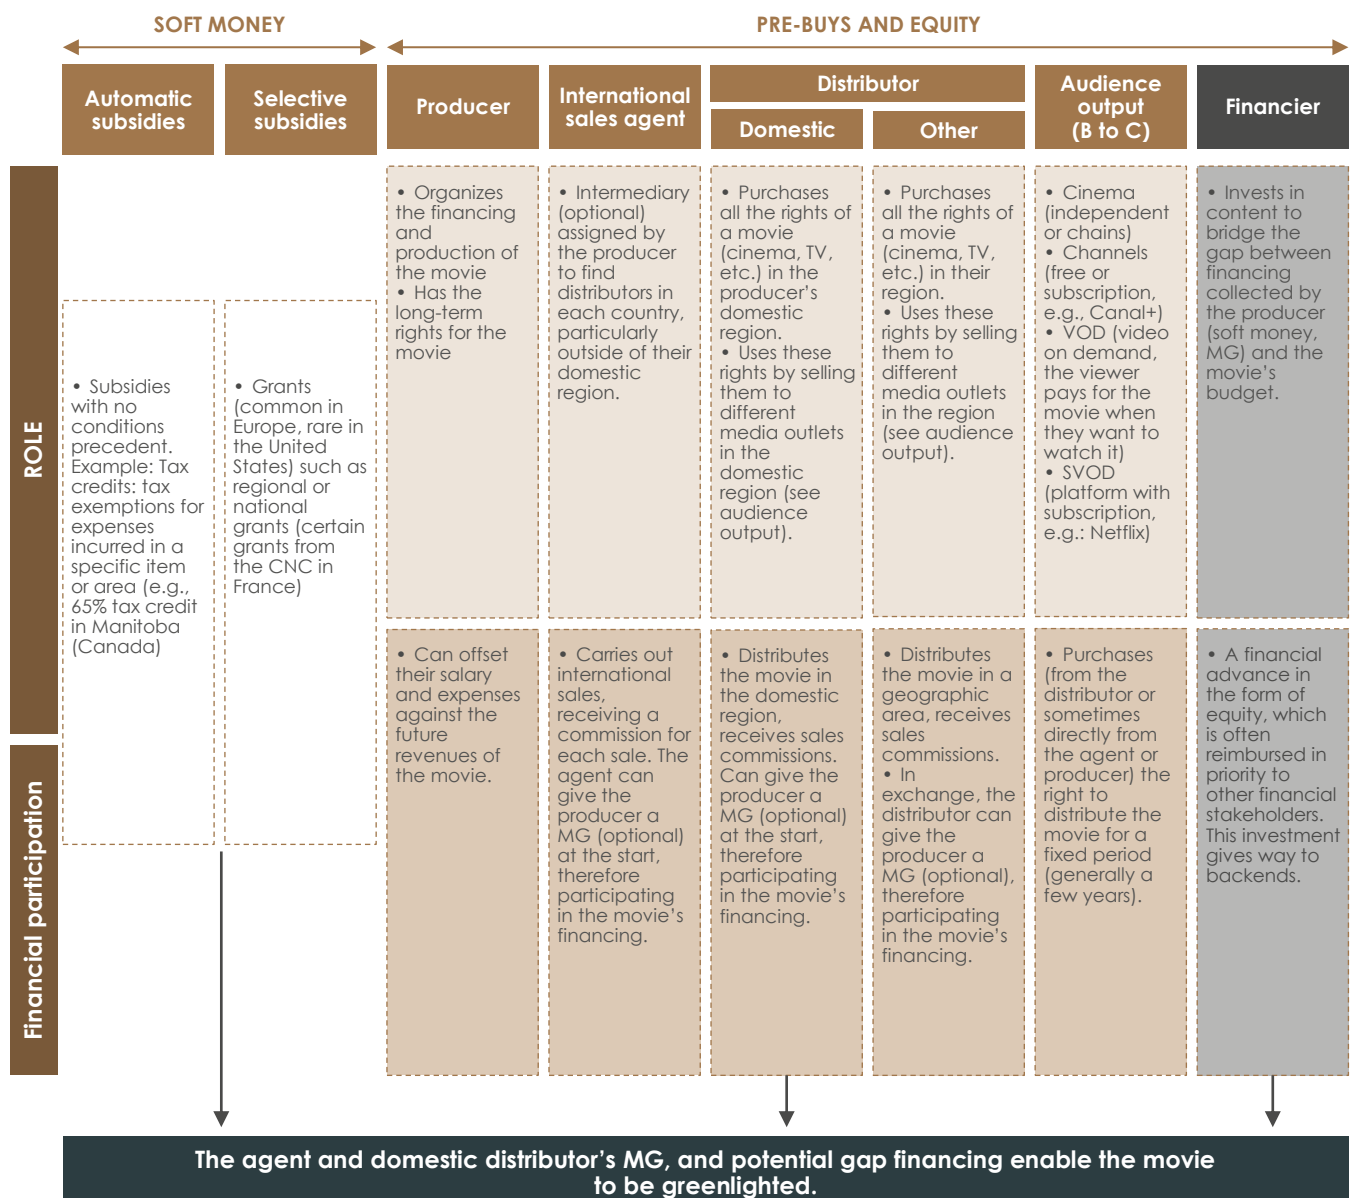 SOFT MONEY
PRE-BUYS AND EQUITY
Automatic
subsidies
Selective
subsidies
Producer
International
sales agent
Distributor
Domestic
Other
Audience
output
(B to C)
Financier
ROLE
• Subsidies
with no
conditions
precedent.
Example: Tax
credits: tax
exemptions for
expenses
incurred in a
specific item
or area (e.g.,
65% tax credit
in Manitoba
(Canada)
• Grants
(common in
Europe, rare in
the United
States) such as
regional or
national
grants (certain
grants from
the CNC in
France)
• Organizes
the financing
and
production of
the movie
• Has the
long-term
rights for the
movie
• Intermediary
(optional)
assigned by
the producer
to find
distributors in
each country,
particularly
outside of their
domestic
region.
• Purchases
all the rights of
a movie
(cinema, TV,
etc.) in the
producer’s
domestic
region.
• Uses these
rights by selling
them to
different
media outlets
in the
domestic
region (see
audience
output).
• Purchases
all the rights of
a movie
(cinema, TV,
etc.) in their
region.
• Uses these
rights by selling
them to
different
media outlets
in the region
(see audience
output).
• Cinema
(independent
or chains)
• Channels
(free or
subscription,
e.g., Canal+)
• VOD (video
on demand,
the viewer
pays for the
movie when
they want to
watch it)
• SVOD
(platform with
subscription,
e.g.: Netflix)
• Invests in
content to
bridge the
gap between
financing
collected by
the producer
(soft money,
MG) and the
movie’s
budget.
Financial participation
• Can offset
their salary
and expenses
against the
future
revenues of
the movie.
• Carries out
international
sales,
receiving a
commission for
each sale. The
agent can
give the
producer a
MG (optional)
at the start,
therefore
participating
in the movie’s
financing.
• Distributes
the movie in
the domestic
region,
receives sales
commissions.
Can give the
producer a
MG (optional)
at the start,
therefore
participating
in the movie’s
financing.
• Distributes
the movie in a
geographic
area, receives
sales
commissions.
• In
exchange, the
distributor can
give the
producer a
MG (optional),
therefore
participating
in the movie’s
financing.
• Purchases
(from the
distributor or
sometimes
directly from
the agent or
producer) the
right to
distribute the
movie for a
fixed period
(generally a
few years).
• A financial
advance in
the form of
equity, which
is often
reimbursed in
priority to
other financial
stakeholders.
This investment
gives way to
backends.
The agent and domestic distributor’s MG, and potential gap financing enable the movie
to be greenlighted.